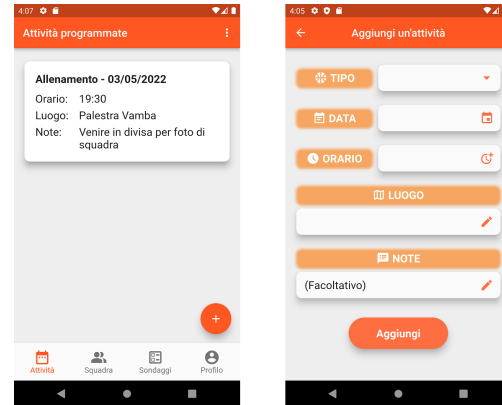 4:07
Attività programmate
Allenamento - 03/05/2022
Orario: 19:30
Luogo: Palestra Vamba
Note: Venire in divisa per foto di
squadra
+
Attività Squadra Sondaggi Profilo
4:05
Aggiungi un'attività
TIPO
DATA
ORARIO
LUOGO
NOTE
(Facoltativo)
Aggiungi